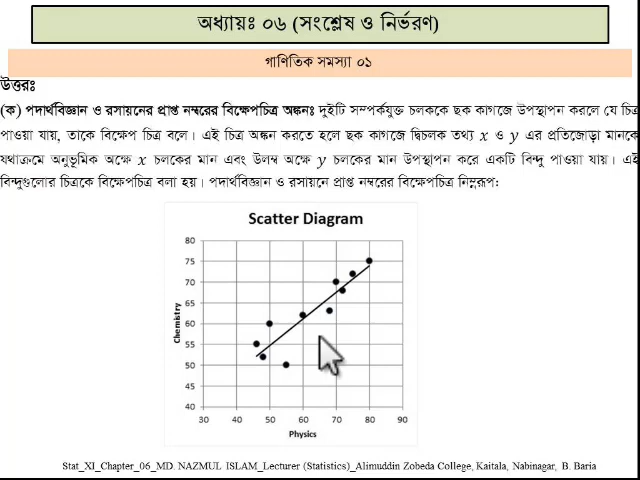 অধ্যায়ঃ ০৬ (সংশ্লেষ ও নির্ভরণ)
গাণিতিক সমস্যা ০১
উত্তরঃ
(ক) পদার্থবিজ্ঞান ও রসায়নের প্রাপ্ত নম্বরের বিক্ষেপচিত্র অঙ্কনঃ দুইটি সম্পর্কযুক্ত চলককে ছক কাগজে উপস্থাপন করলে যে চিত্র
পাওয়া যায়, তাকে বিক্ষেপ চিত্র বলে। এই চিত্র অঙ্কন করতে হলে ছক কাগজে দ্বিচলক তথ্য x ও y এর প্রতিজোড়া মানকে
যথাক্রমে অনুভূমিক অক্ষে x চলকের মান এবং উলম্ব অক্ষে y চলকের মান উপস্থাপন করে একটি বিন্দু পাওয়া যায়। এই
বিন্দুগুলোর চিত্রকে বিক্ষেপচিত্র বলা হয়। পদার্থবিজ্ঞান ও রসায়নে প্রাপ্ত নম্বরের বিক্ষেপচিত্র নিম্নরূপ:
Scatter Diagram
80
75
70
65
60
55
50
45
40
Chemistry
30 40 50 60 70 80 90
Physics
Stat_XI_Chapter_06_MD. NAZMUL ISLAM_Lecturer (Statistics)_Alimuddin Zobeda College, Kaitala, Nabinagar, B. Baria